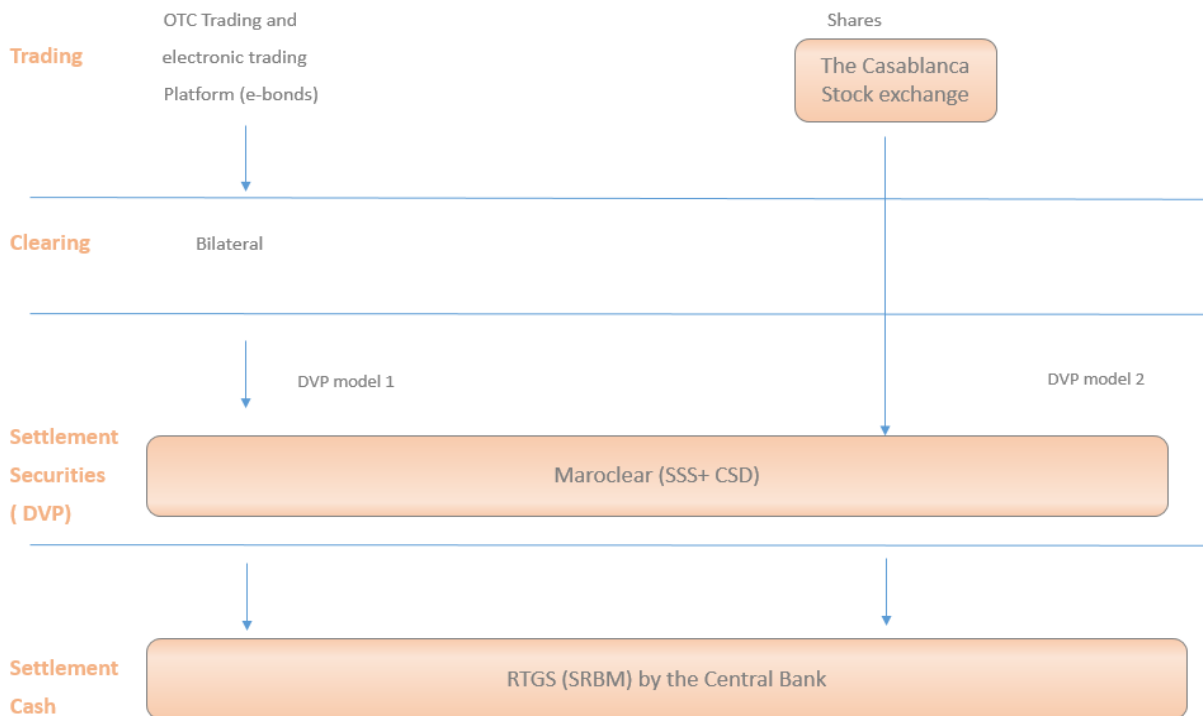 OTC Trading and
electronic trading
Platform (e-bonds)
Shares
Trading
The Casablanca
Stock exchange
Clearing
Bilateral
DVP model 1
DVP model 2
Settlement
Securities
( DVP)
Maroclear (SSS+ CSD)
Settlement
Cash
RTGS (SRBM) by the Central Bank